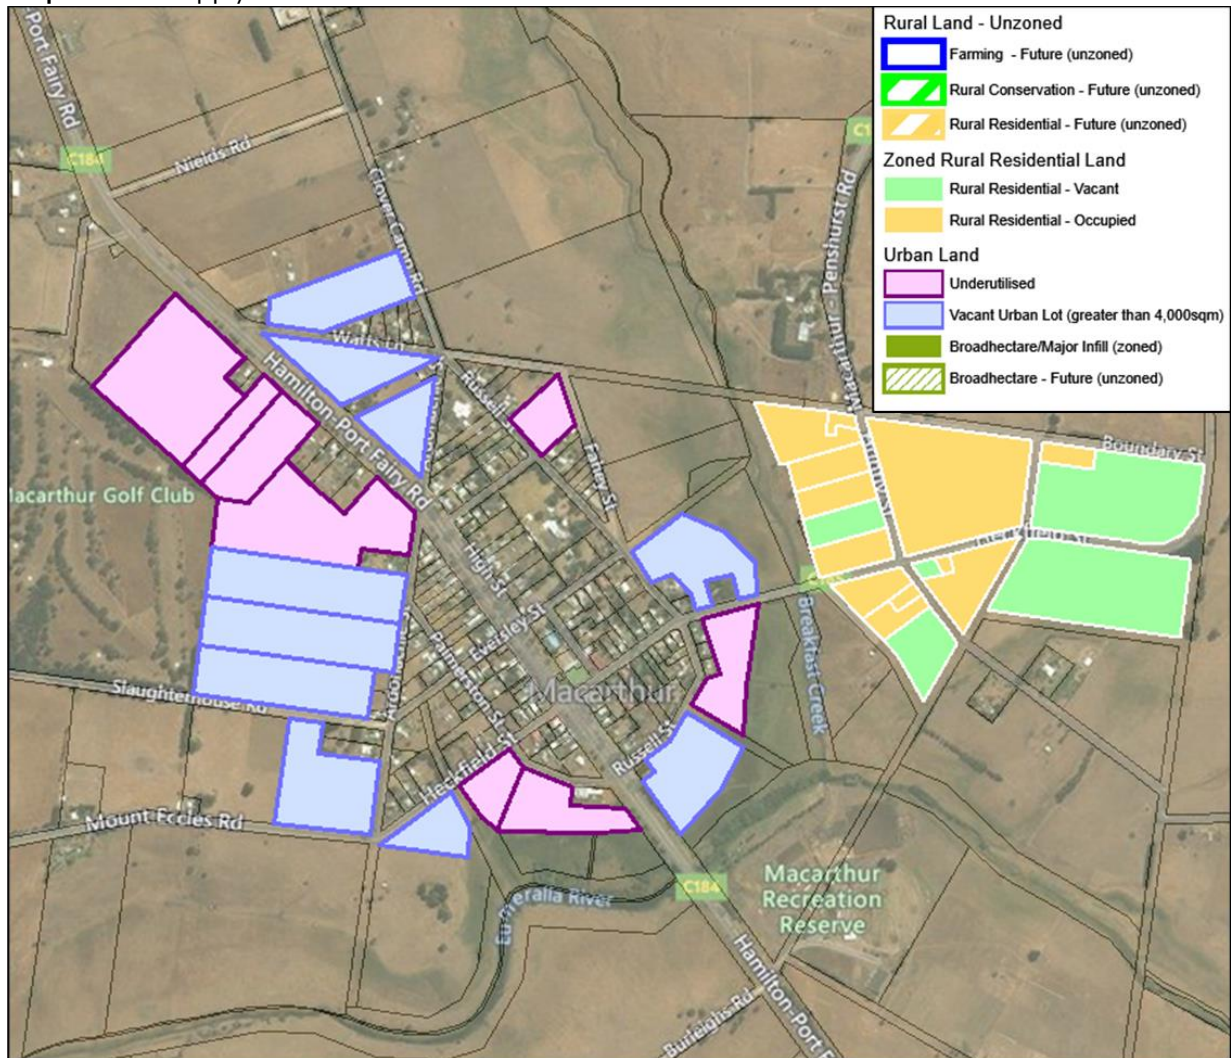 Rural Land - Unzoned
Farming - Future (unzoned)
Rural Conservation - Future (unzoned)
Rural Residential - Future (unzoned)
Zoned Rural Residential Land
Rural Residential - Vacant
Rural Residential - Occupied
Urban Land
Underutilised
Vacant Urban Lot (greater than 4,000sqm)
Broadhectare/Major Infill (zoned)
Broadhectare - Future (unzoned)
-Port Fairy Rd
C184
Nields Rd
Clover Camp Rd
Macarthur - Penshurst Rd
Watts Ln
Hamilton-Port Fairy Rd
Russell
Fahey St
Boundary St
Heckfield St
Macarthur Golf Club
High St
Eversley St
Palmerston St
Breakfast Creek
Macarthur
Slaughterhouse Rd
Russell St
Heckfield St
Mount Eccles Rd
C184
Macarthur
Recreation
Reserve
Eumeralla River
Hamilton-Port F
Burleighs Rd